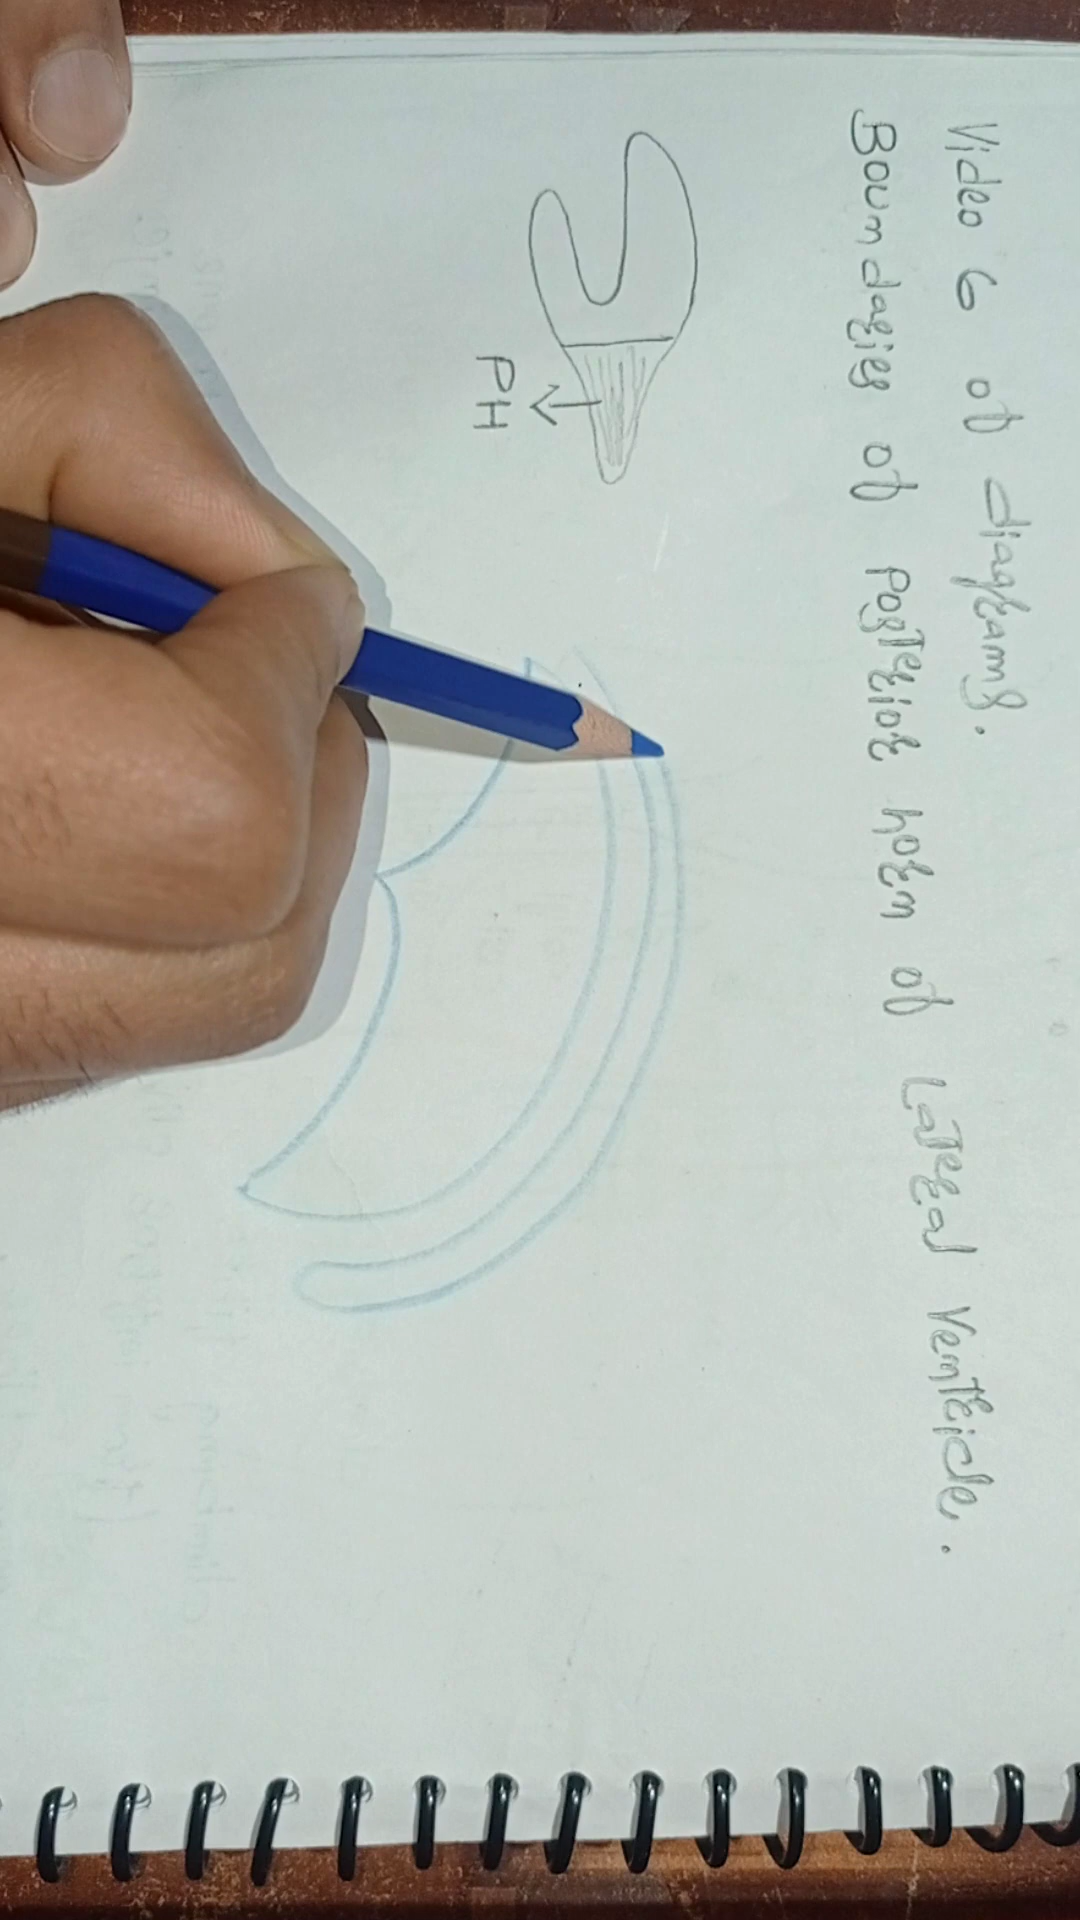 Video 6 of diagrams.
Boundaries of Posterior horn of Lateral Ventricle.
PH